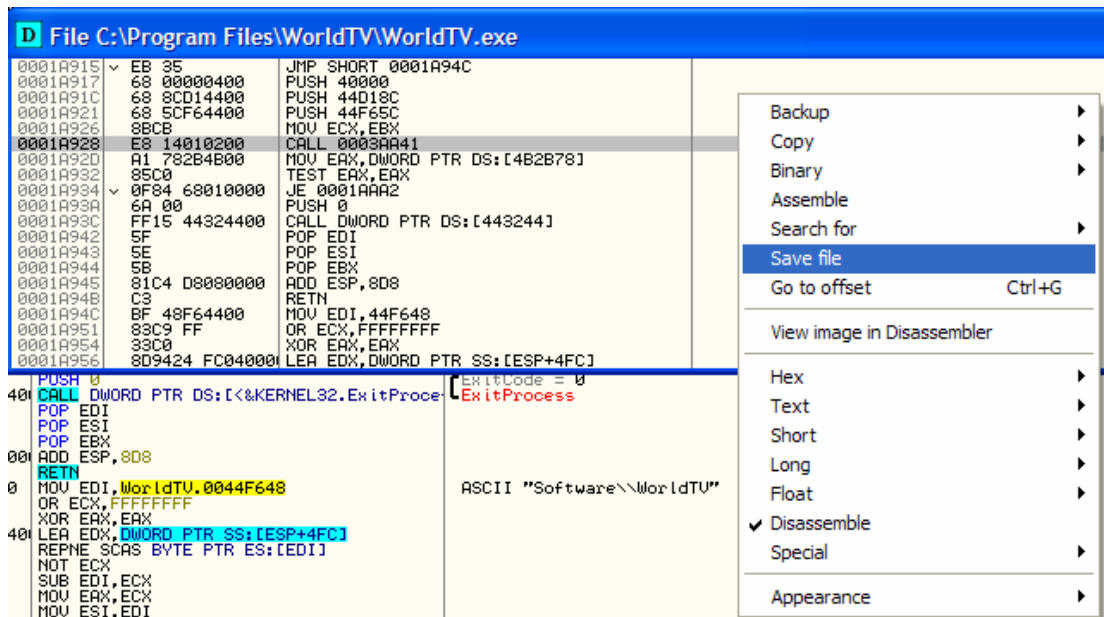 D File C:\Program Files\WorldTV\WorldTV.exe
0001A915 ˅ EB 35 JMP SHORT 0001A94C
0001A917 68 00000400 PUSH 40000
0001A91C 68 8CD14400 PUSH 44D18C
0001A921 68 5CF64400 PUSH 44F65C
0001A926 8BCB MOV ECX,EBX
0001A928 E8 14010200 CALL 0003AA41
0001A92D A1 782B4B00 MOV EAX,DWORD PTR DS:[4B2B78]
0001A932 85C0 TEST EAX,EAX
0001A934 ˅ 0F84 68010000 JE 0001AAA2
0001A93A 6A 00 PUSH 0
0001A93C FF15 44324400 CALL DWORD PTR DS:[443244]
0001A942 5F POP EDI
0001A943 5E POP ESI
0001A944 5B POP EBX
0001A945 81C4 D8080000 ADD ESP,8D8
0001A94B C3 RETN
0001A94C BF 48F64400 MOV EDI,44F648
0001A951 83C9 FF OR ECX,FFFFFFFF
0001A954 33C0 XOR EAX,EAX
0001A956 8D9424 FC04000 LEA EDX,DWORD PTR SS:[ESP+4FC]
PUSH 0 ExitCode = 0
40 CALL DWORD PTR DS:[<&KERNEL32.ExitProce ExitProcess
POP EDI
POP ESI
POP EBX
00 ADD ESP,8D8
RETN
0 MOV EDI,WorldTV.0044F648 ASCII "Software\\WorldTV"
OR ECX,FFFFFFFF
XOR EAX,EAX
40 LEA EDX,DWORD PTR SS:[ESP+4FC]
REPNE SCAS BYTE PTR ES:[EDI]
NOT ECX
SUB EDI,ECX
MOV EAX,ECX
MOV ESI,EDI
Backup
Copy
Binary
Assemble
Search for
Save file
Go to offset Ctrl+G
View image in Disassembler
Hex
Text
Short
Long
Float
Disassemble
Special
Appearance